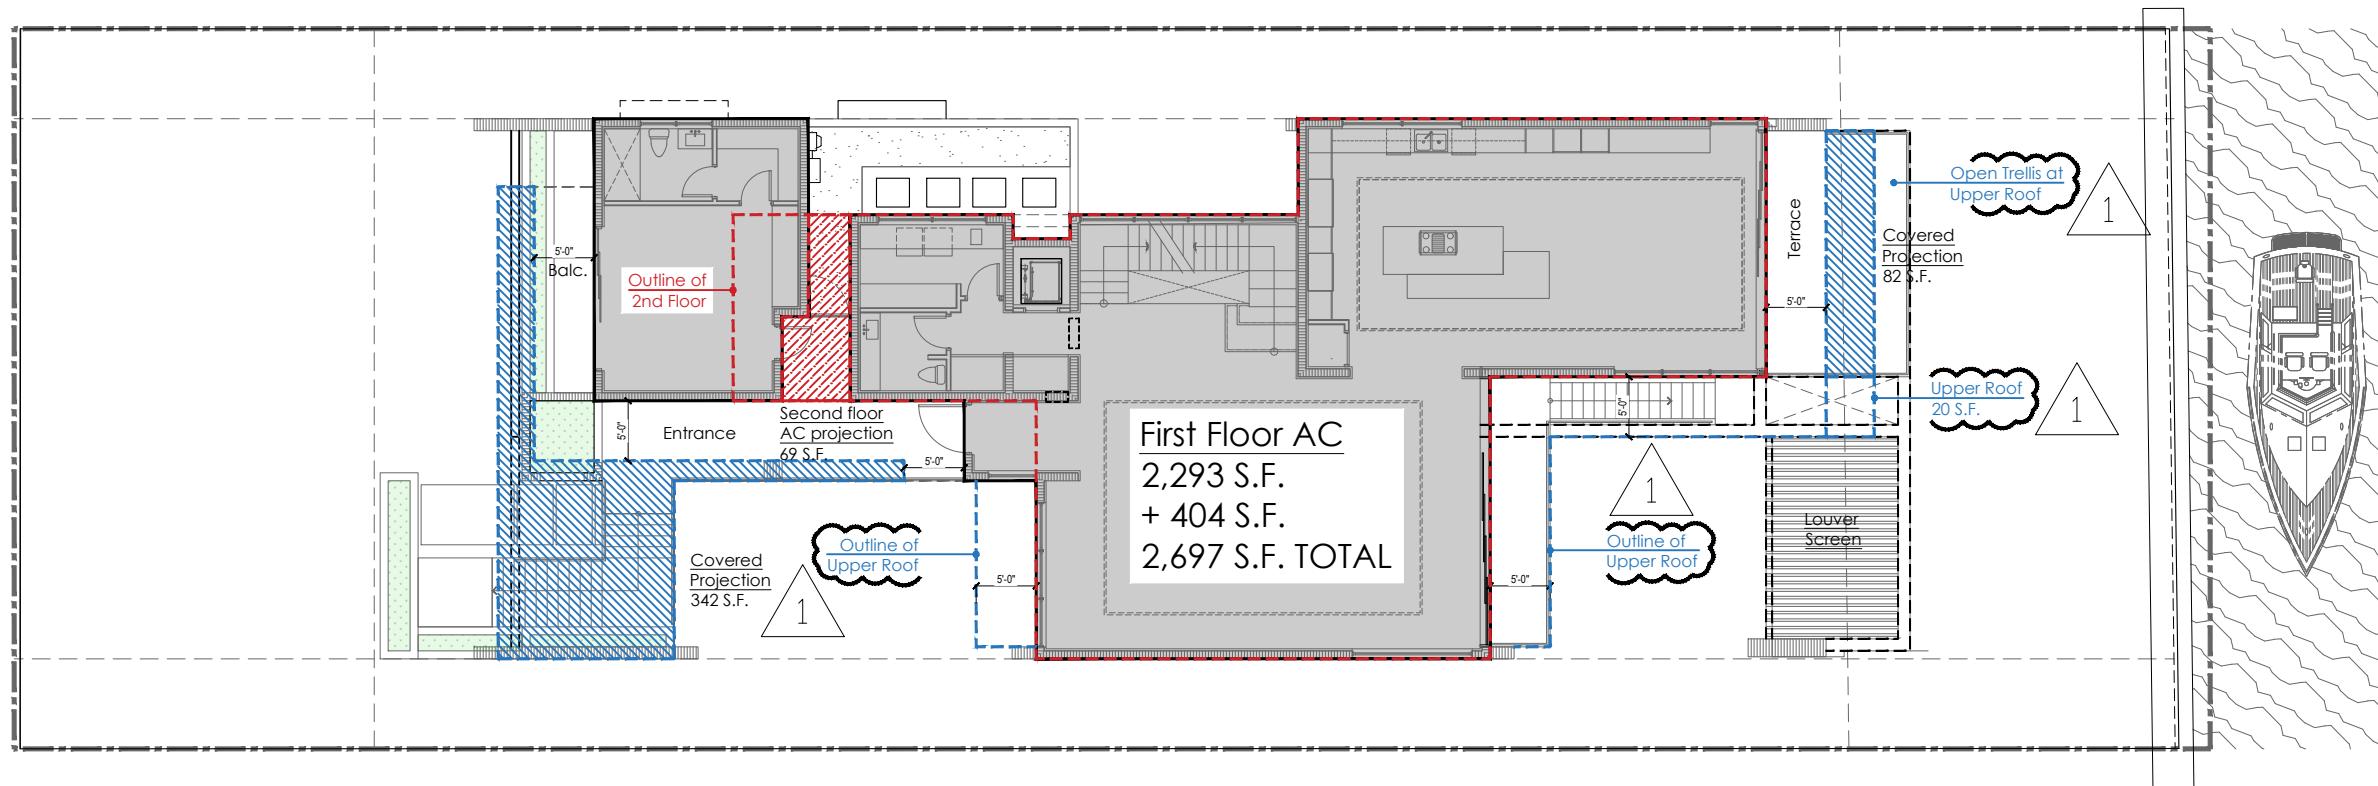 Open Trellis at
Upper Roof
1
Terrace
Covered
Projection
82 S.F.
5'-0"
Balc.
Outline of
2nd Floor
5'-0"
Upper Roof
20 S.F.
1
Second floor
AC projection
69 S.F.
Entrance
5'-0"
5'-0"
5'-0"
First Floor AC
2,293 S.F.
+ 404 S.F.
2,697 S.F. TOTAL
1
Louver
Screen
Outline of
Upper Roof
Outline of
Upper Roof
Covered
Projection
342 S.F.
1
5'-0"
5'-0"